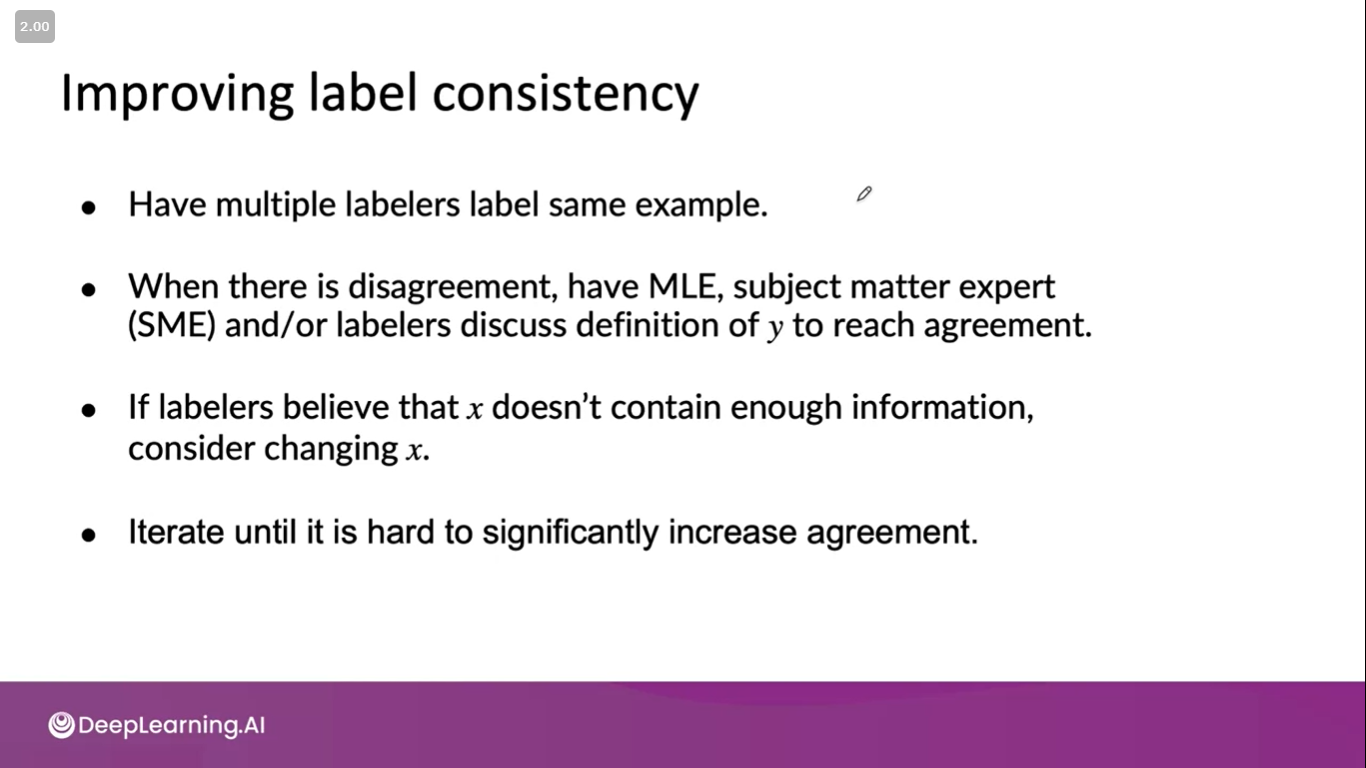 2.00
Improving label consistency
● Have multiple labelers label same example.
● When there is disagreement, have MLE, subject matter expert
(SME) and/or labelers discuss definition of y to reach agreement.
● If labelers believe that x doesn’t contain enough information,
consider changing x.
● Iterate until it is hard to significantly increase agreement.
DeepLearning.AI